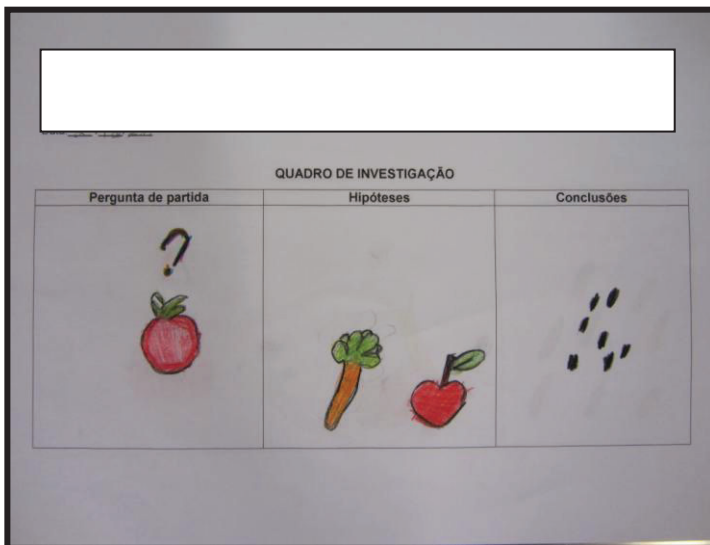 QUADRO DE INVESTIGAÇÃO
Pergunta de partida
Hipóteses
Conclusões
?